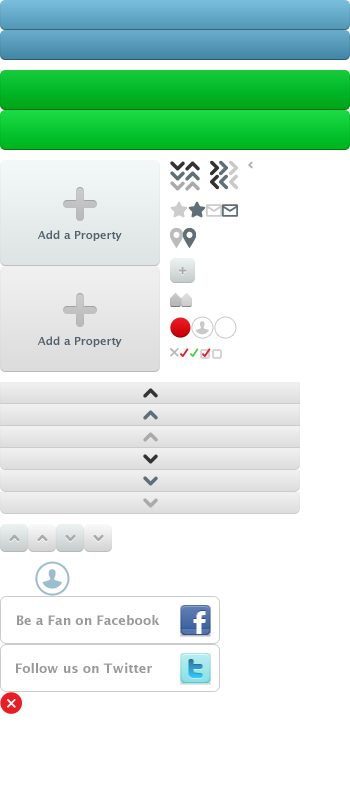 Add a Property
Add a Property
Be a Fan on Facebook
f
Follow us on Twitter
t